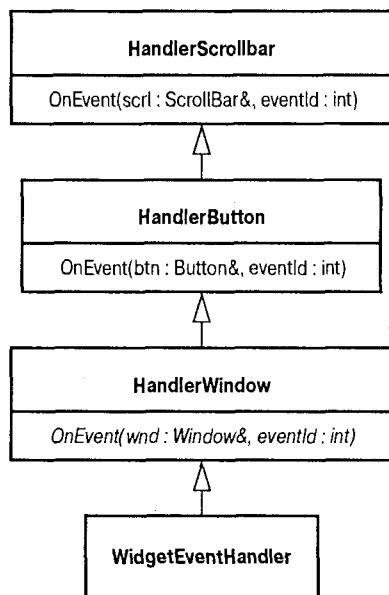 HandlerScrollbar
OnEvent(scrl : ScrollBar&, eventId : int)
HandlerButton
OnEvent(btn : Button&, eventId : int)
HandlerWindow
OnEvent(wnd : Window&, eventId : int)
WidgetEventHandler